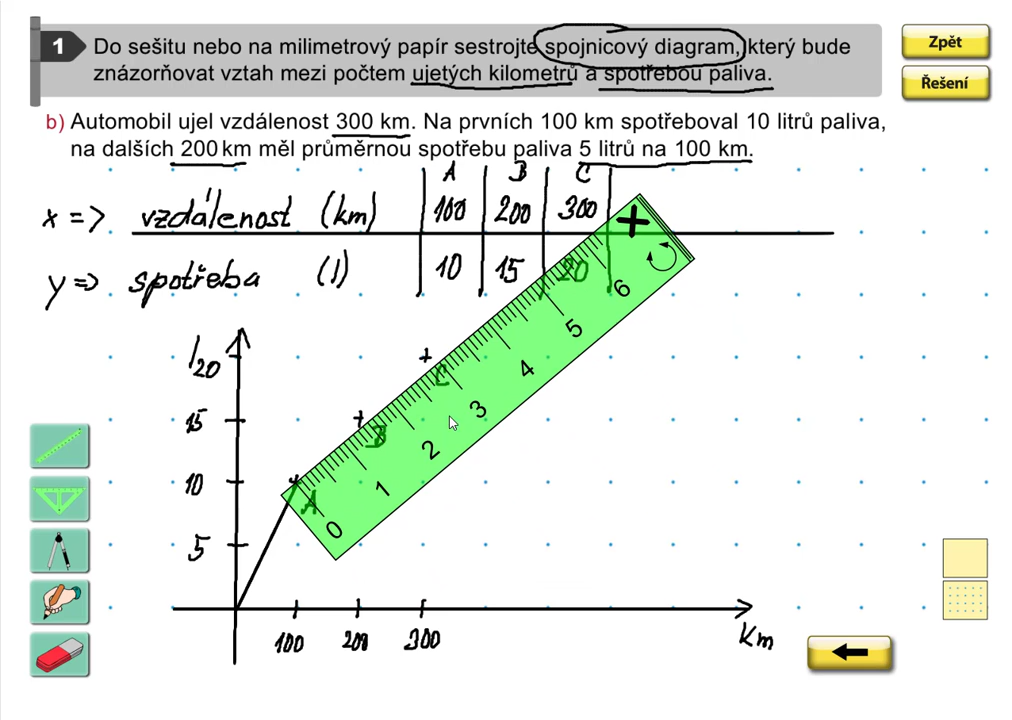 1 Do sešitu nebo na milimetrový papír sestrojte spojnicový diagram, který bude
Zpět
znázorňovat vztah mezi počtem ujetých kilometrů a spotřebou paliva.
Řešení
b) Automobil ujel vzdálenost 300 km. Na prvních 100 km spotřeboval 10 litrů paliva,
na dalších 200 km měl průměrnou spotřebu paliva 5 litrů na 100 km.
A B C
x => vzdálenost (km) 100 200 300
y => spotřeba (l) 10 15 20
l
20
15
10
5
C
B
A
0 1 2 3 4 5 6
100 200 300 Km